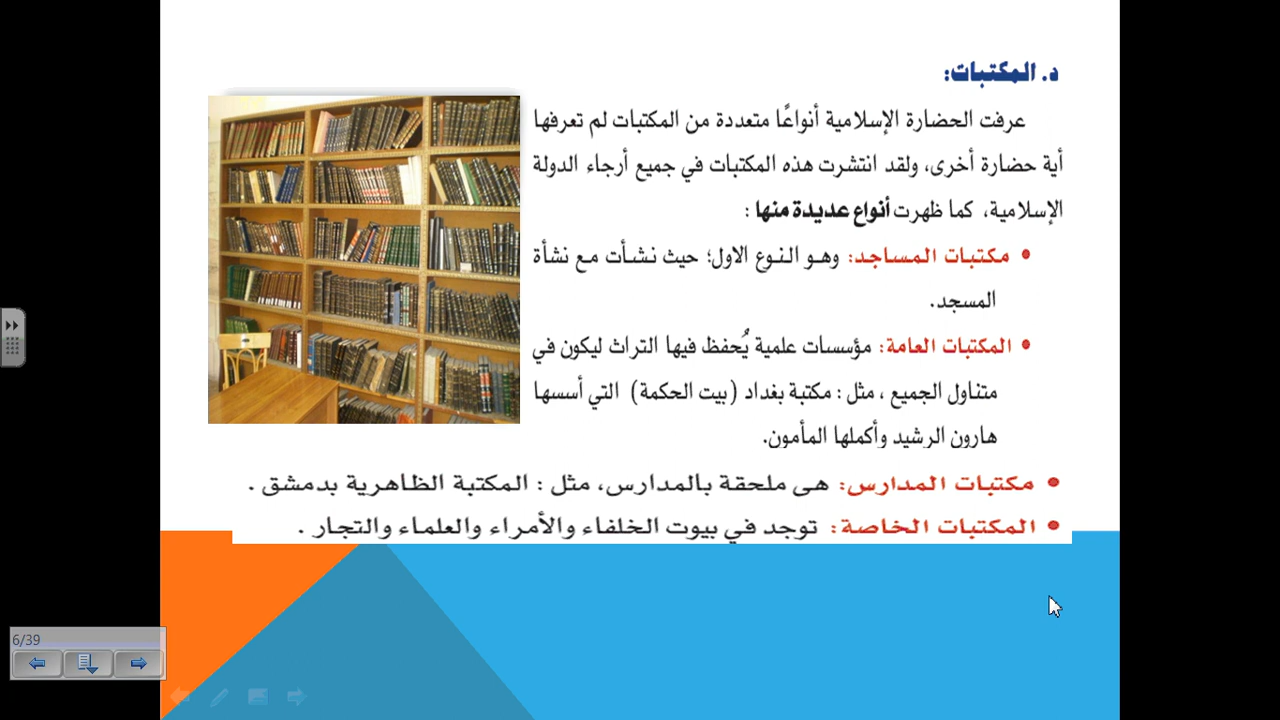 د. المكتبات:
عرفت الحضارة الإسلامية أنواعًا متعددة من المكتبات لم تعرفها
أية حضارة أخرى، ولقد انتشرت هذه المكتبات في جميع أرجاء الدولة
الإسلامية، كما ظهرت أنواع عديدة منها :
• مكتبات المساجد: وهو النوع الاول؛ حيث نشأت مع نشأة
المسجد.
• المكتبات العامة: مؤسسات علمية يُحفظ فيها التراث ليكون في
متناول الجميع ، مثل : مكتبة بغداد (بيت الحكمة) التي أسسها
هارون الرشيد وأكملها المأمون.
• مكتبات المدارس: هى ملحقة بالمدارس، مثل : المكتبة الظاهرية بدمشق .
• المكتبات الخاصة: توجد في بيوت الخلفاء والأمراء والعلماء والتجار .
6/39